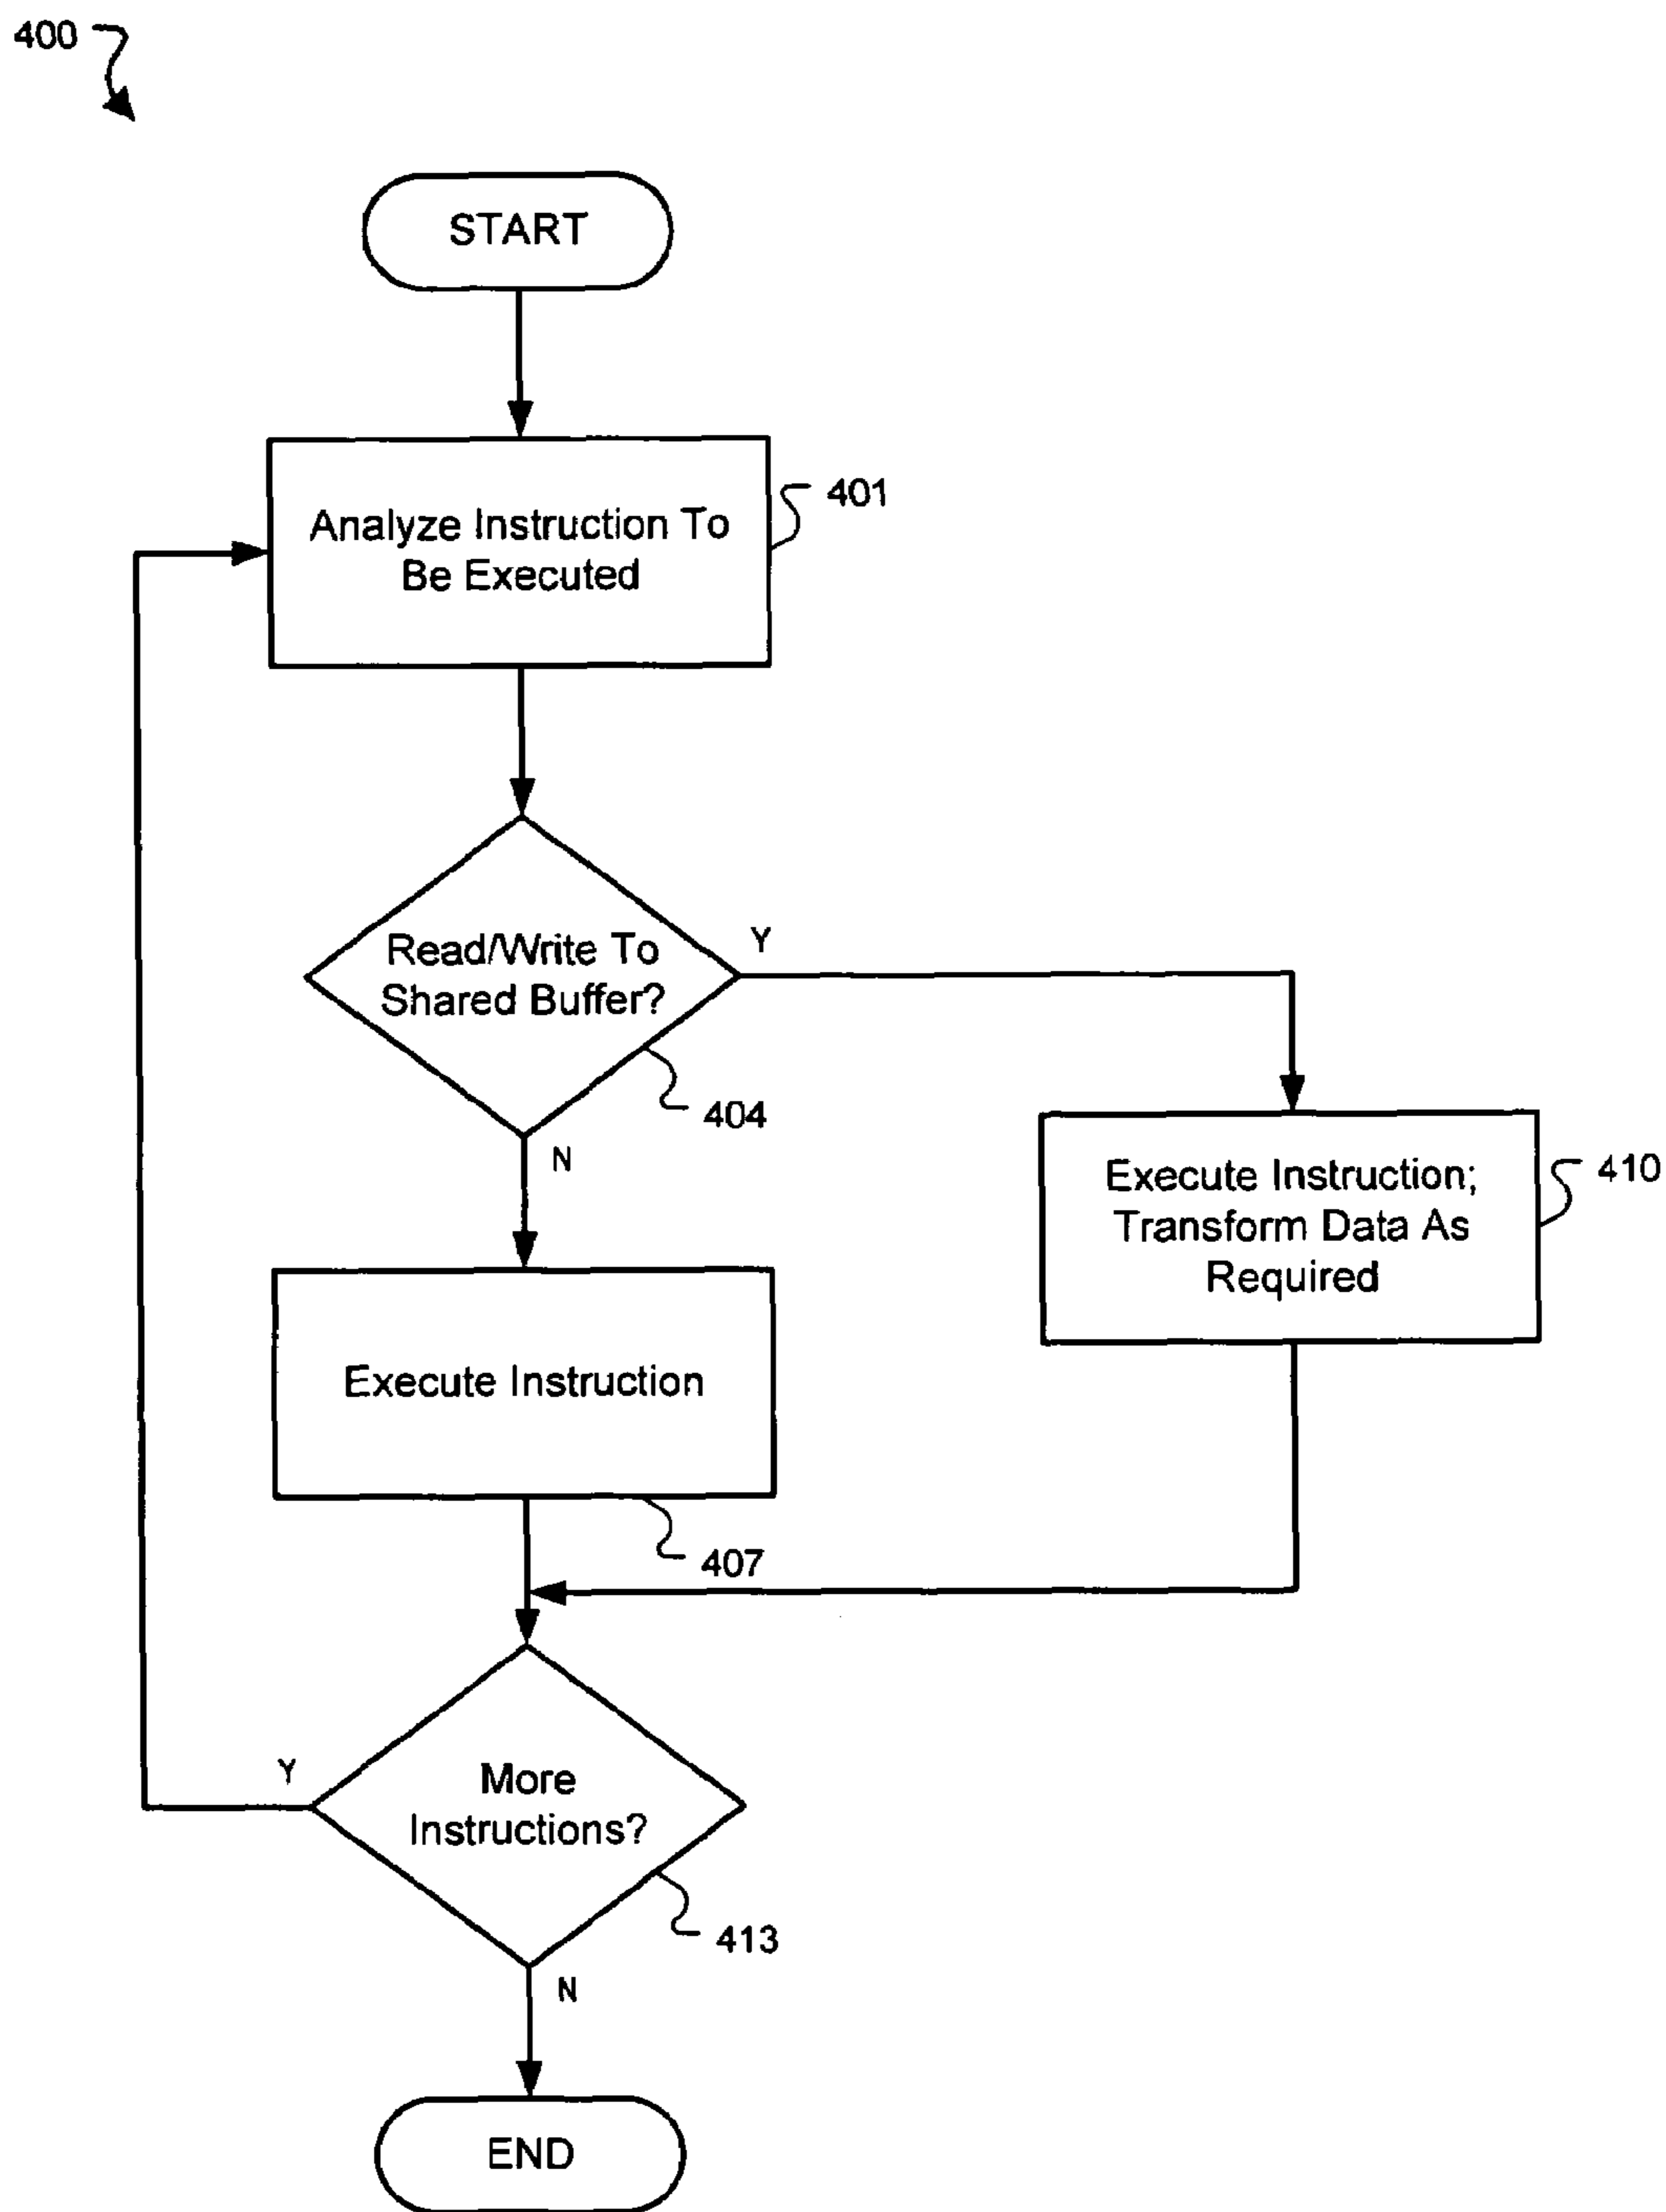 400
START
Analyze Instruction To
Be Executed
401
Read/Write To
Shared Buffer?
Y
404
N
Execute Instruction;
Transform Data As
Required
410
Execute Instruction
407
More
Instructions?
Y
413
N
END